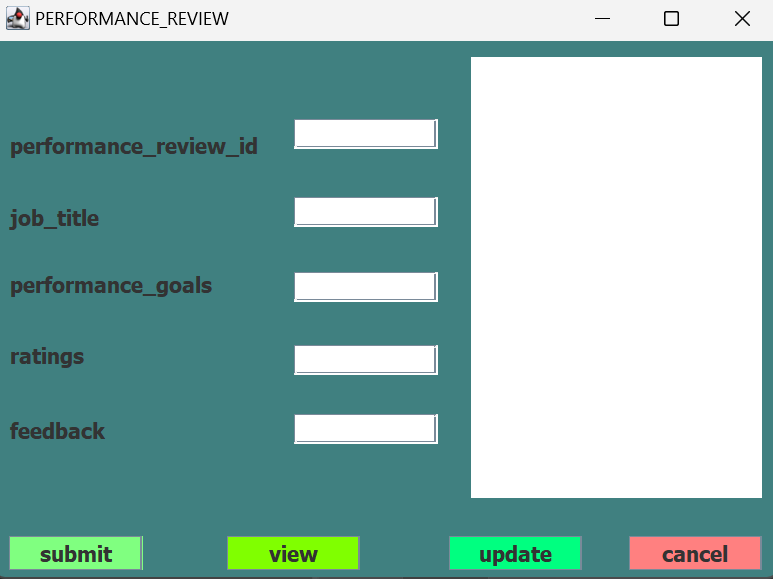 PERFORMANCE_REVIEW
performance_review_id
job_title
performance_goals
ratings
feedback
submit view update cancel